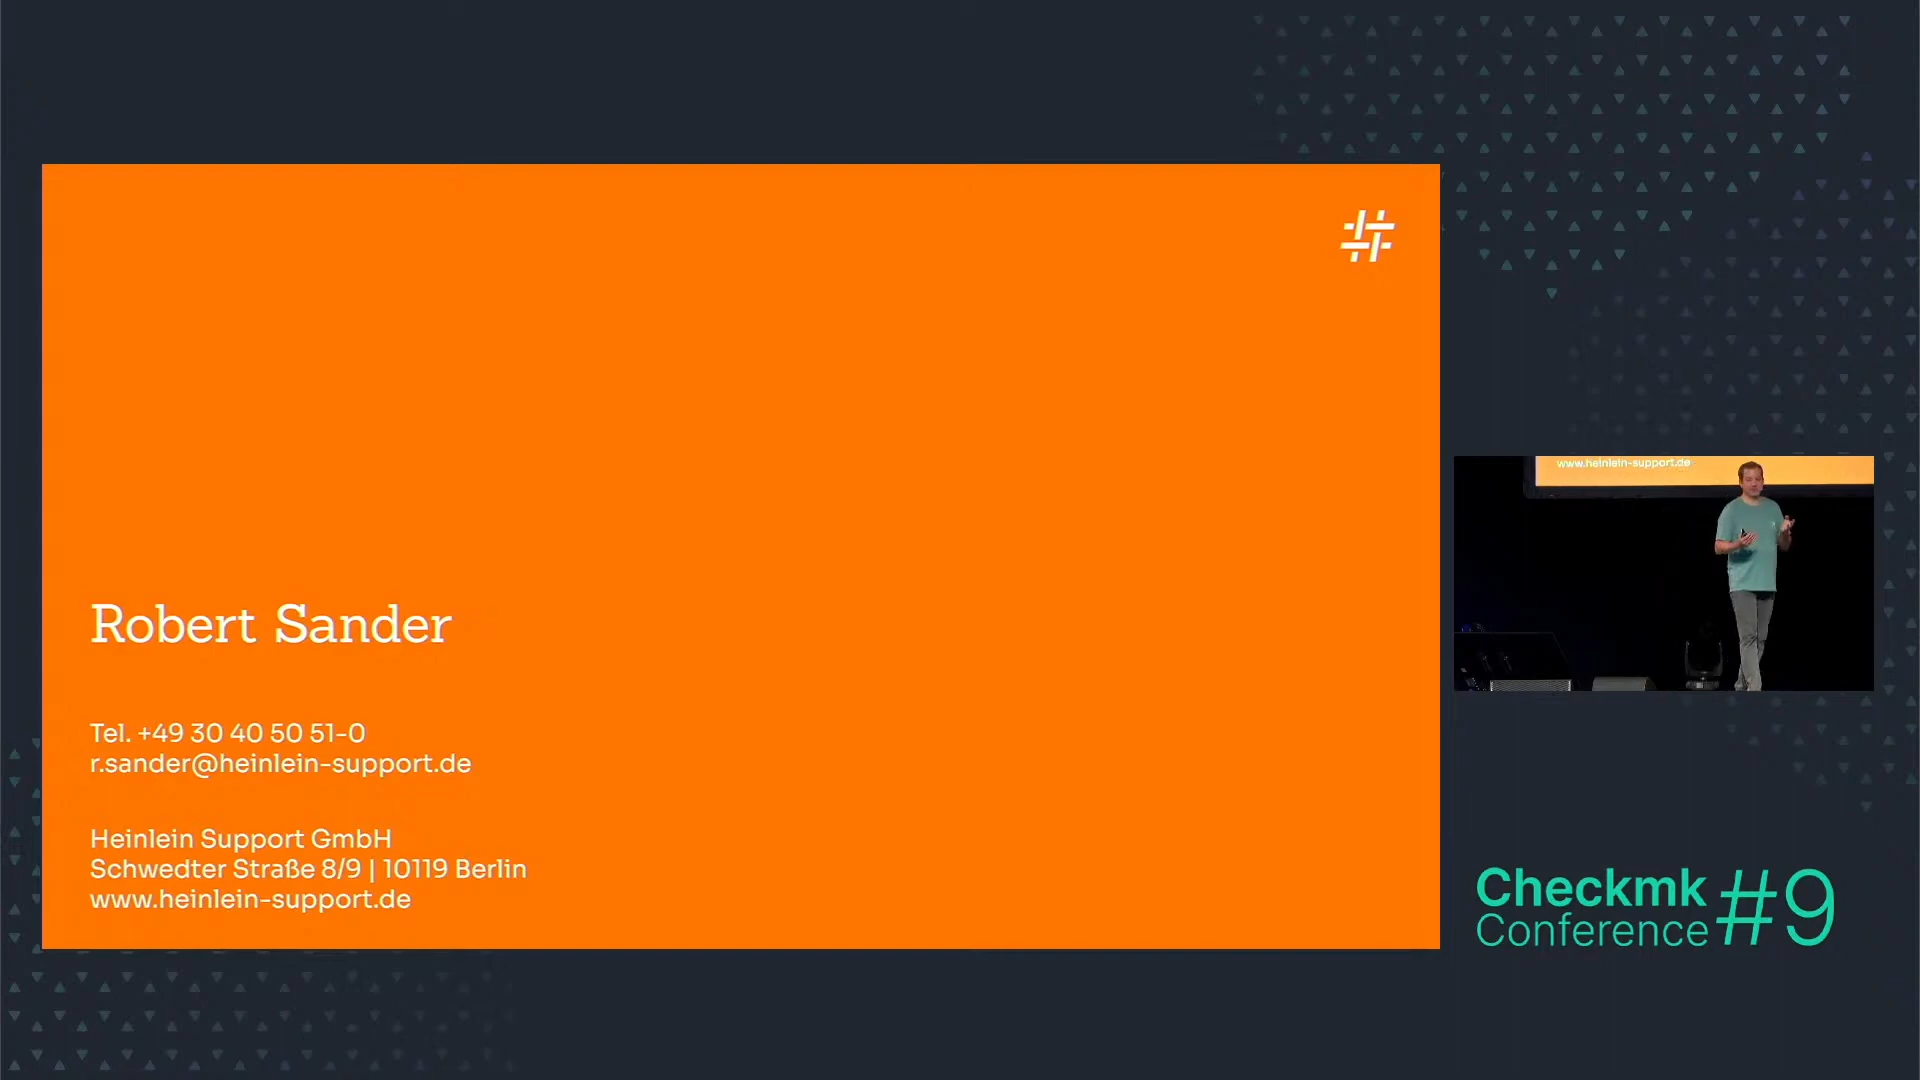 Robert Sander
Tel. +49 30 40 50 51-0
r.sander@heinlein-support.de
Heinlein Support GmbH
Schwedter Straße 8/9 | 10119 Berlin
www.heinlein-support.de
www.heinlein-support.de
Checkmk
Conference
#9